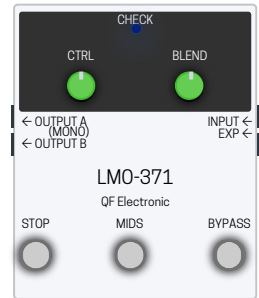 CHECK
CTRL BLEND
← OUTPUT A
(MONO)
← OUTPUT B
INPUT ←
EXP ←
LMO-371
QF Electronic
STOP MIDS BYPASS